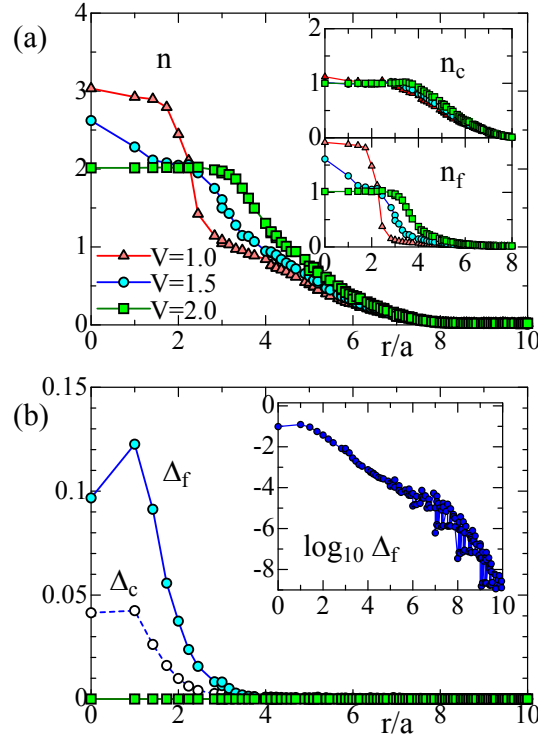 (a)
n
4
3
2
1
0
V=1.0
V=1.5
V=2.0
0 2 4 6 8 10
r/a
n_c
2
1
0
n_f
2
1
0
0 2 4 6 8
(b)
0.15
0.1
0.05
0
Δ_f
Δ_c
0 2 4 6 8 10
r/a
0
-2
-4
-6
-8
log₁₀ Δ_f
0 2 4 6 8 10